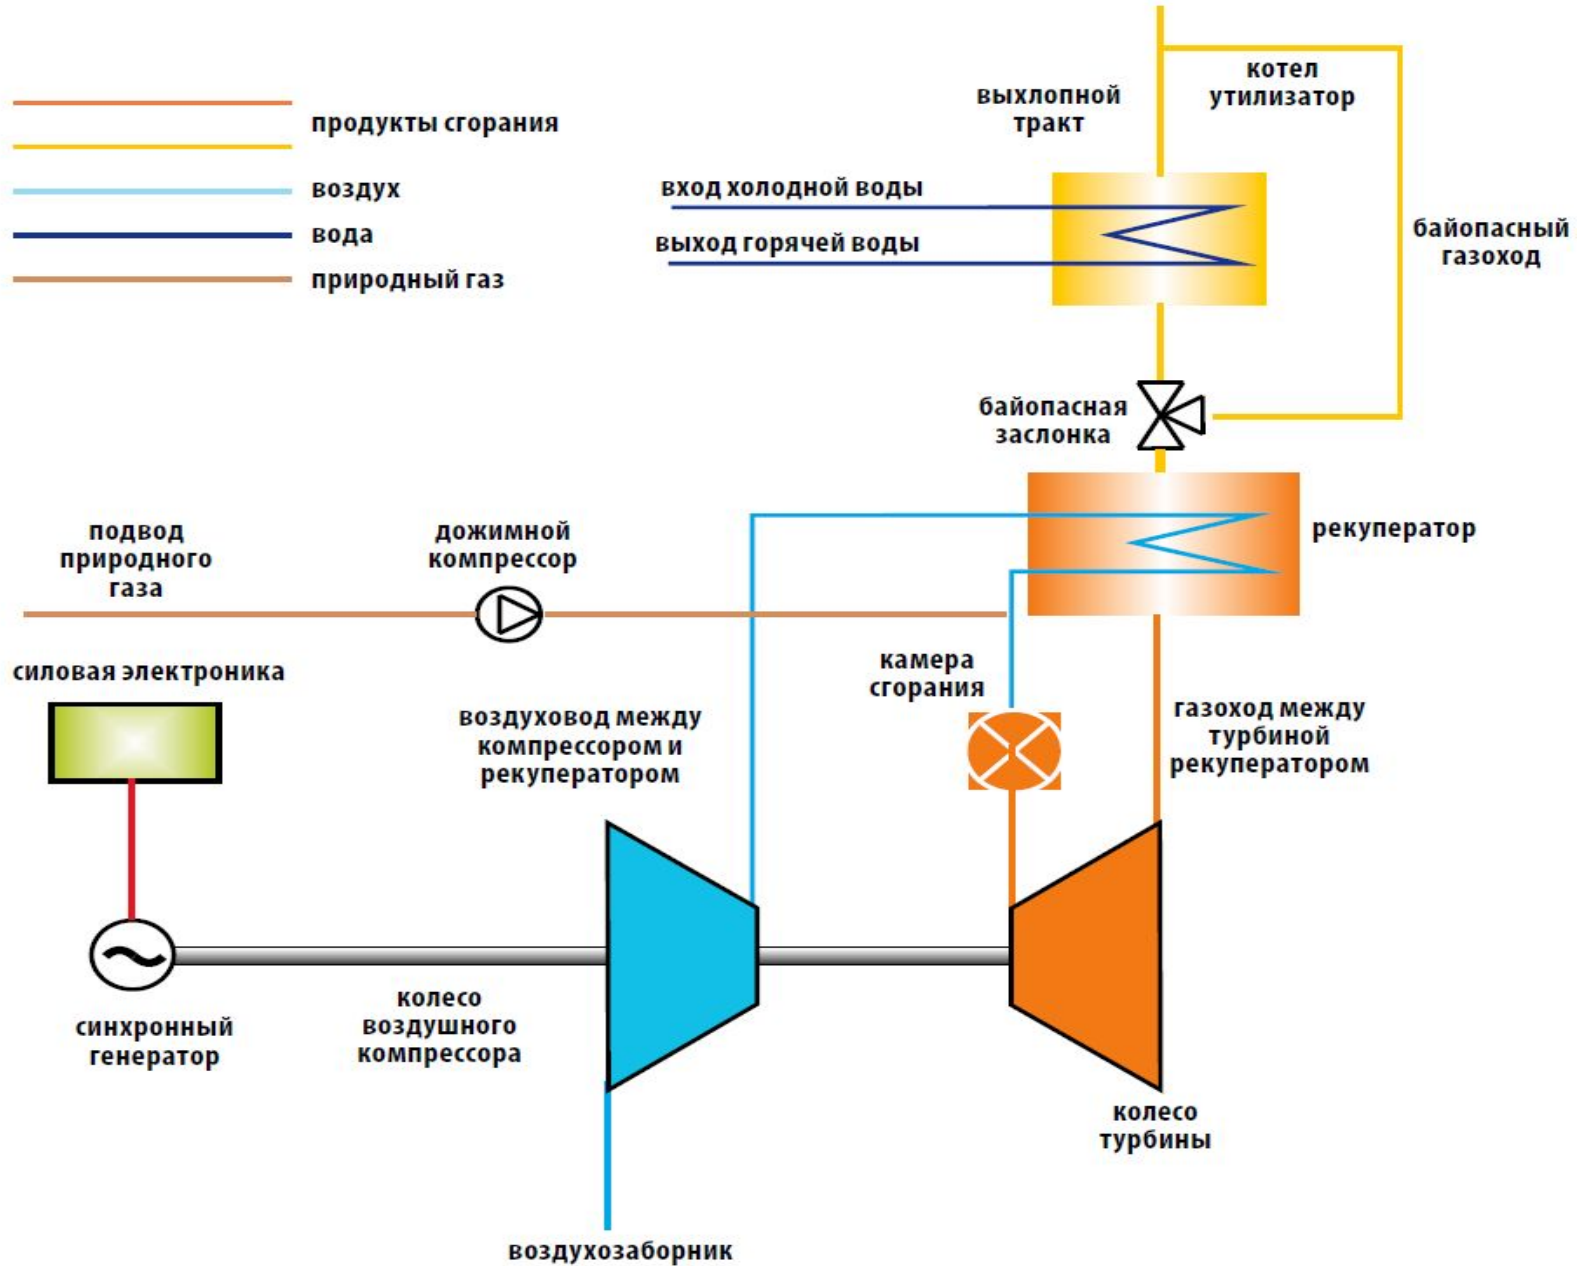 котел
утилизатор
выхлопной
тракт
продукты сгорания
воздух
вход холодной воды
вода
выход горячей воды
байопасный
газоход
природный газ
байопасная
заслонка
подвод
природного
газа
дожимной
компрессор
рекуператор
силовая электроника
камера
сгорания
воздуховод между
компрессором и
рекуператором
газоход между
турбиной
рекуператором
синхронный
генератор
колесо
воздушного
компрессора
колесо
турбины
воздухозаборник